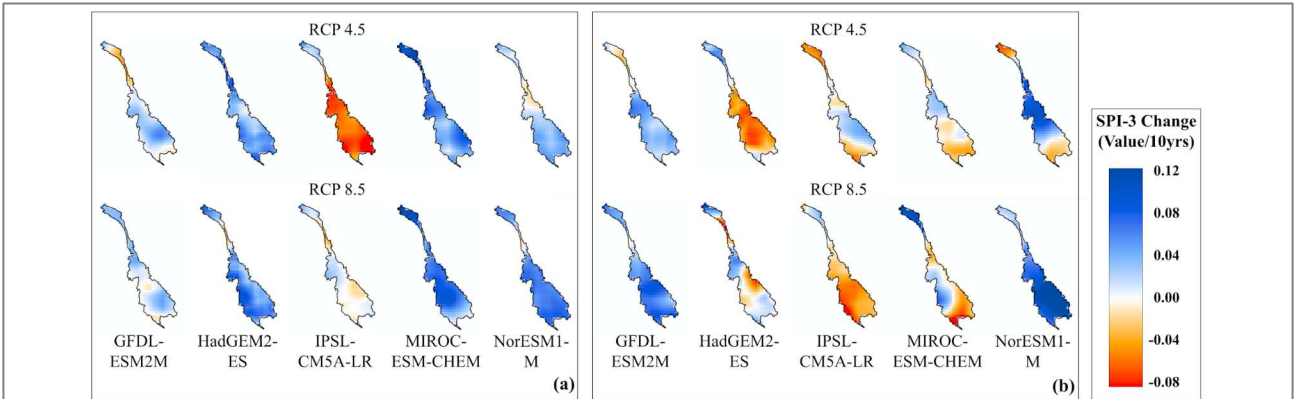 RCP 4.5
RCP 8.5
GFDL-
ESM2M
HadGEM2-
ES
IPSL-
CM5A-LR
MIROC-
ESM-CHEM
NorESM1-
M
(a)
RCP 4.5
RCP 8.5
GFDL-
ESM2M
HadGEM2-
ES
IPSL-
CM5A-LR
MIROC-
ESM-CHEM
NorESM1-
M
(b)
SPI-3 Change
(Value/10yrs)
0.12
0.08
0.04
0.00
-0.04
-0.08